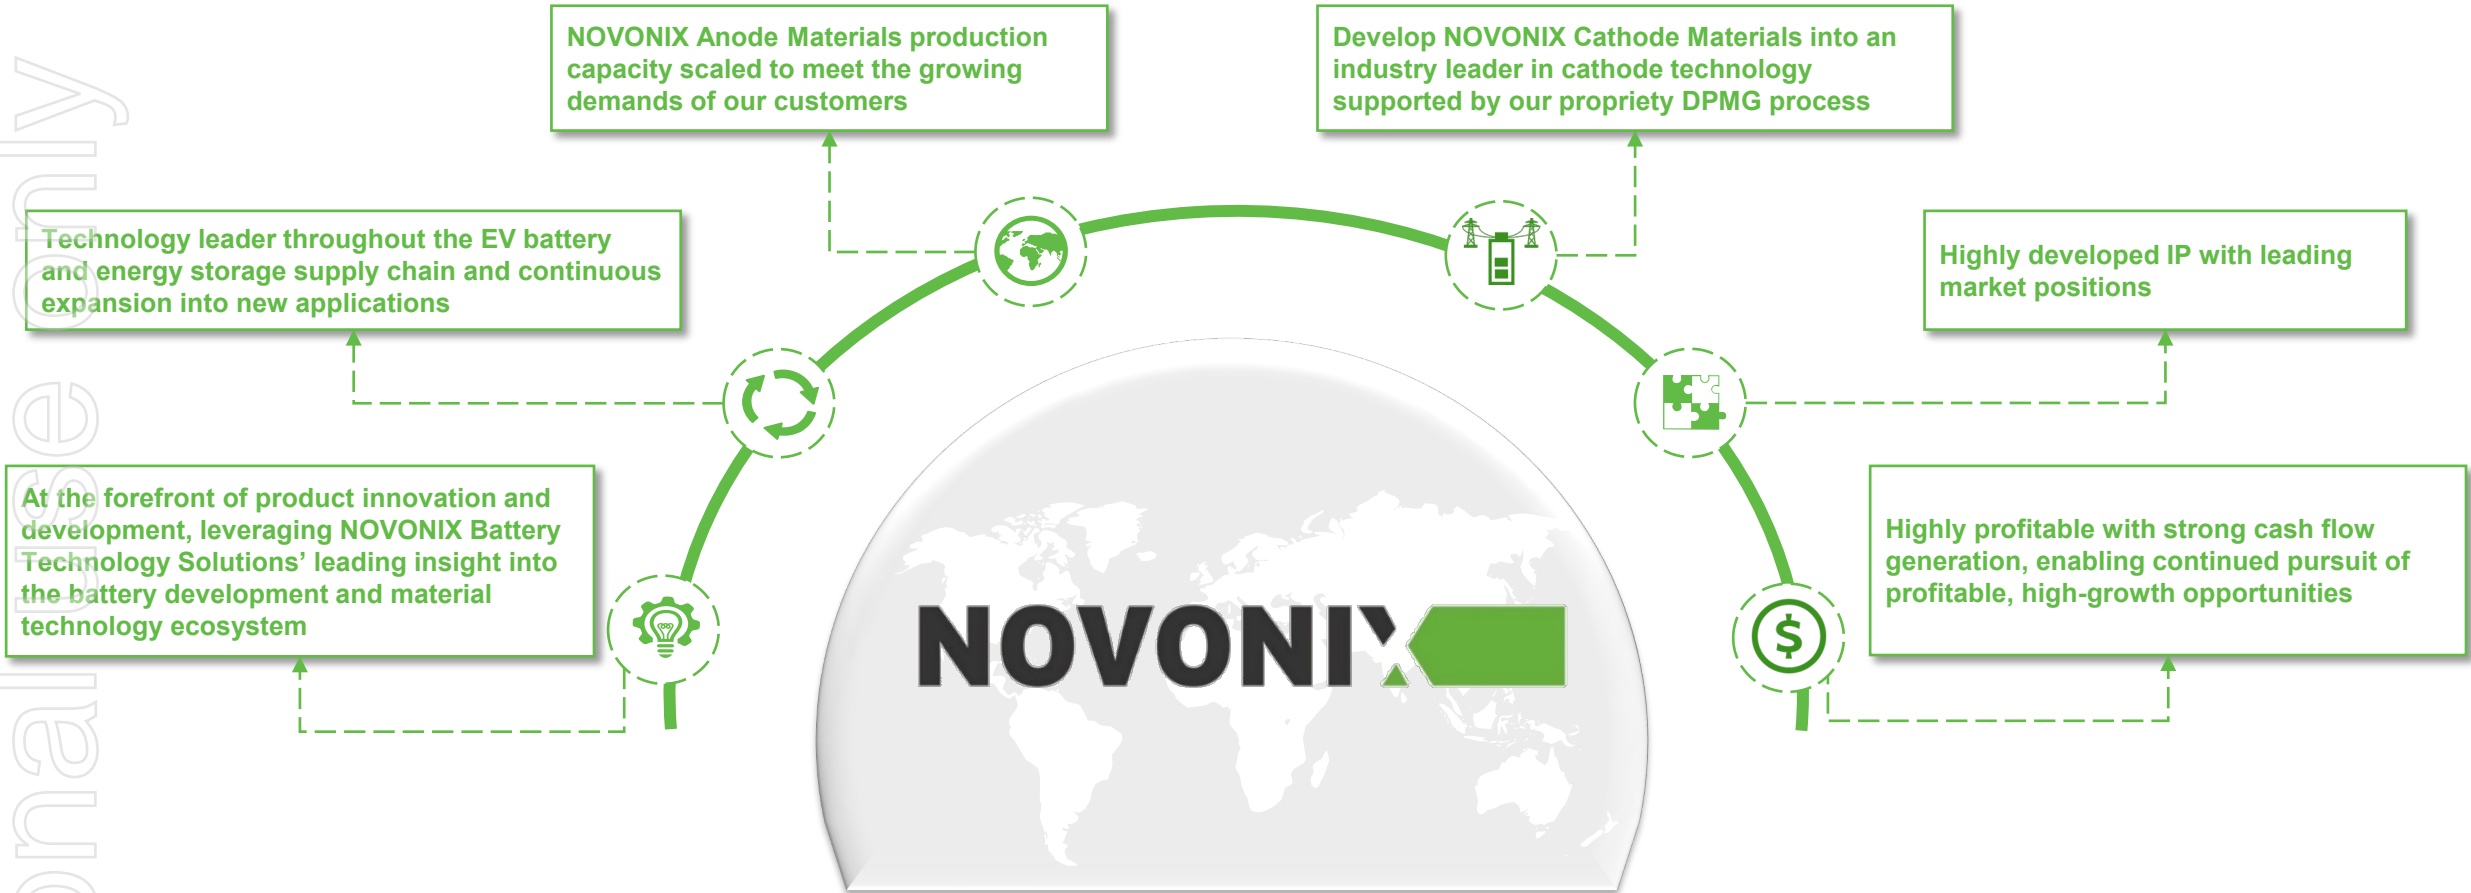 NOVONIX Anode Materials production
capacity scaled to meet the growing
demands of our customers
Develop NOVONIX Cathode Materials into an
industry leader in cathode technology
supported by our propriety DPMG process
Technology leader throughout the EV battery
and energy storage supply chain and continuous
expansion into new applications
Highly developed IP with leading
market positions
At the forefront of product innovation and
development, leveraging NOVONIX Battery
Technology Solutions’ leading insight into
the battery development and material
technology ecosystem
Highly profitable with strong cash flow
generation, enabling continued pursuit of
profitable, high-growth opportunities
$
NOVONIX
onal use only